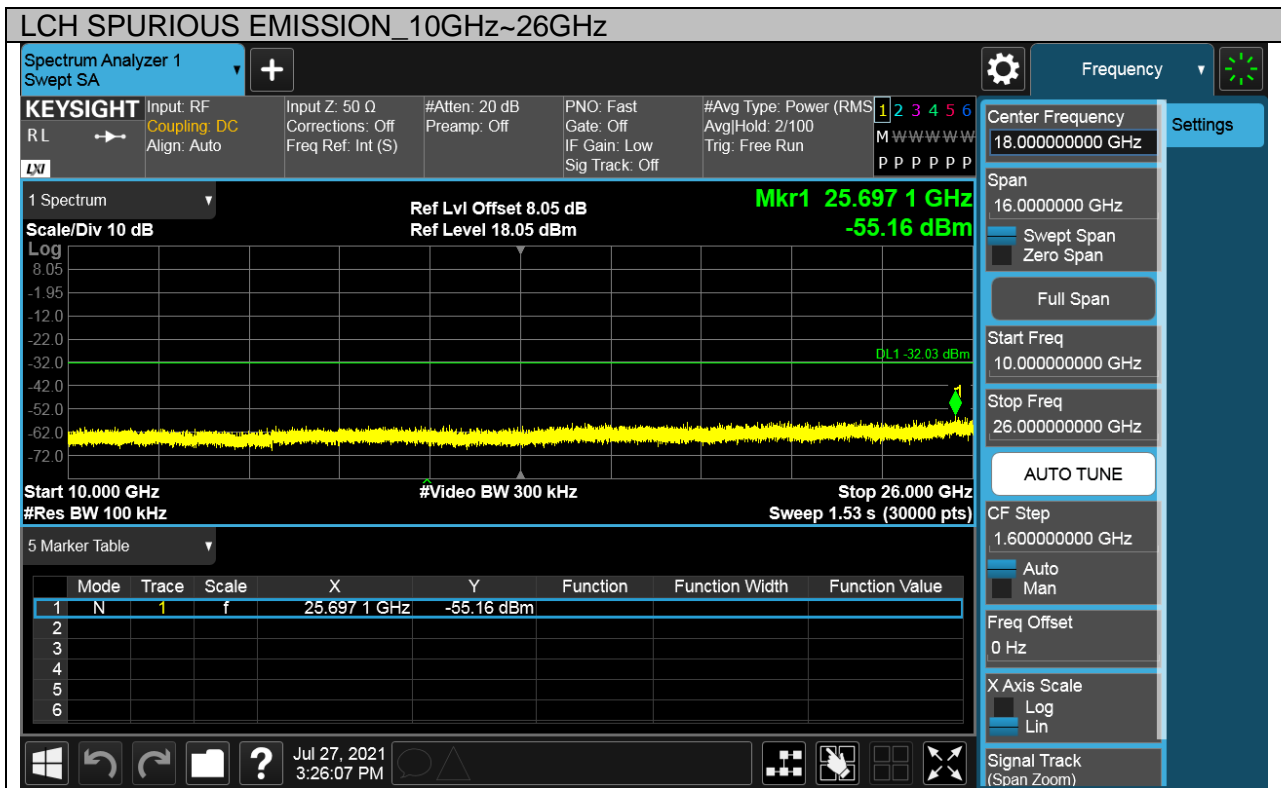 LCH SPURIOUS EMISSION_10GHz~26GHz
Spectrum Analyzer 1
Swept SA
+
Frequency
KEYSIGHT
R L
LXI
Input: RF
Coupling: DC
Align: Auto
Input Z: 50 Ω
Corrections: Off
Freq Ref: Int (S)
#Atten: 20 dB
Preamp: Off
PNO: Fast
Gate: Off
IF Gain: Low
Sig Track: Off
#Avg Type: Power (RMS
Avg|Hold: 2/100
Trig: Free Run
1 2 3 4 5 6
M W W W W W
P P P P P P
1 Spectrum
Scale/Div 10 dB
Ref Lvl Offset 8.05 dB
Ref Level 18.05 dBm
Mkr1 25.697 1 GHz
-55.16 dBm
Log
8.05
-1.95
-12.0
-22.0
-32.0
-42.0
-52.0
-62.0
-72.0
DL1 -32.03 dBm
1
Start 10.000 GHz
#Res BW 100 kHz
#Video BW 300 kHz
Stop 26.000 GHz
Sweep 1.53 s (30000 pts)
5 Marker Table
Mode Trace Scale X Y Function Function Width Function Value
1 N 1 f 25.697 1 GHz -55.16 dBm
2
3
4
5
6
?
Jul 27, 2021
3:26:07 PM
Center Frequency
18.000000000 GHz
Span
16.0000000 GHz
Swept Span
Zero Span
Full Span
Start Freq
10.000000000 GHz
Stop Freq
26.000000000 GHz
AUTO TUNE
CF Step
1.600000000 GHz
Auto
Man
Freq Offset
0 Hz
X Axis Scale
Log
Lin
Signal Track
(Span Zoom)
Settings